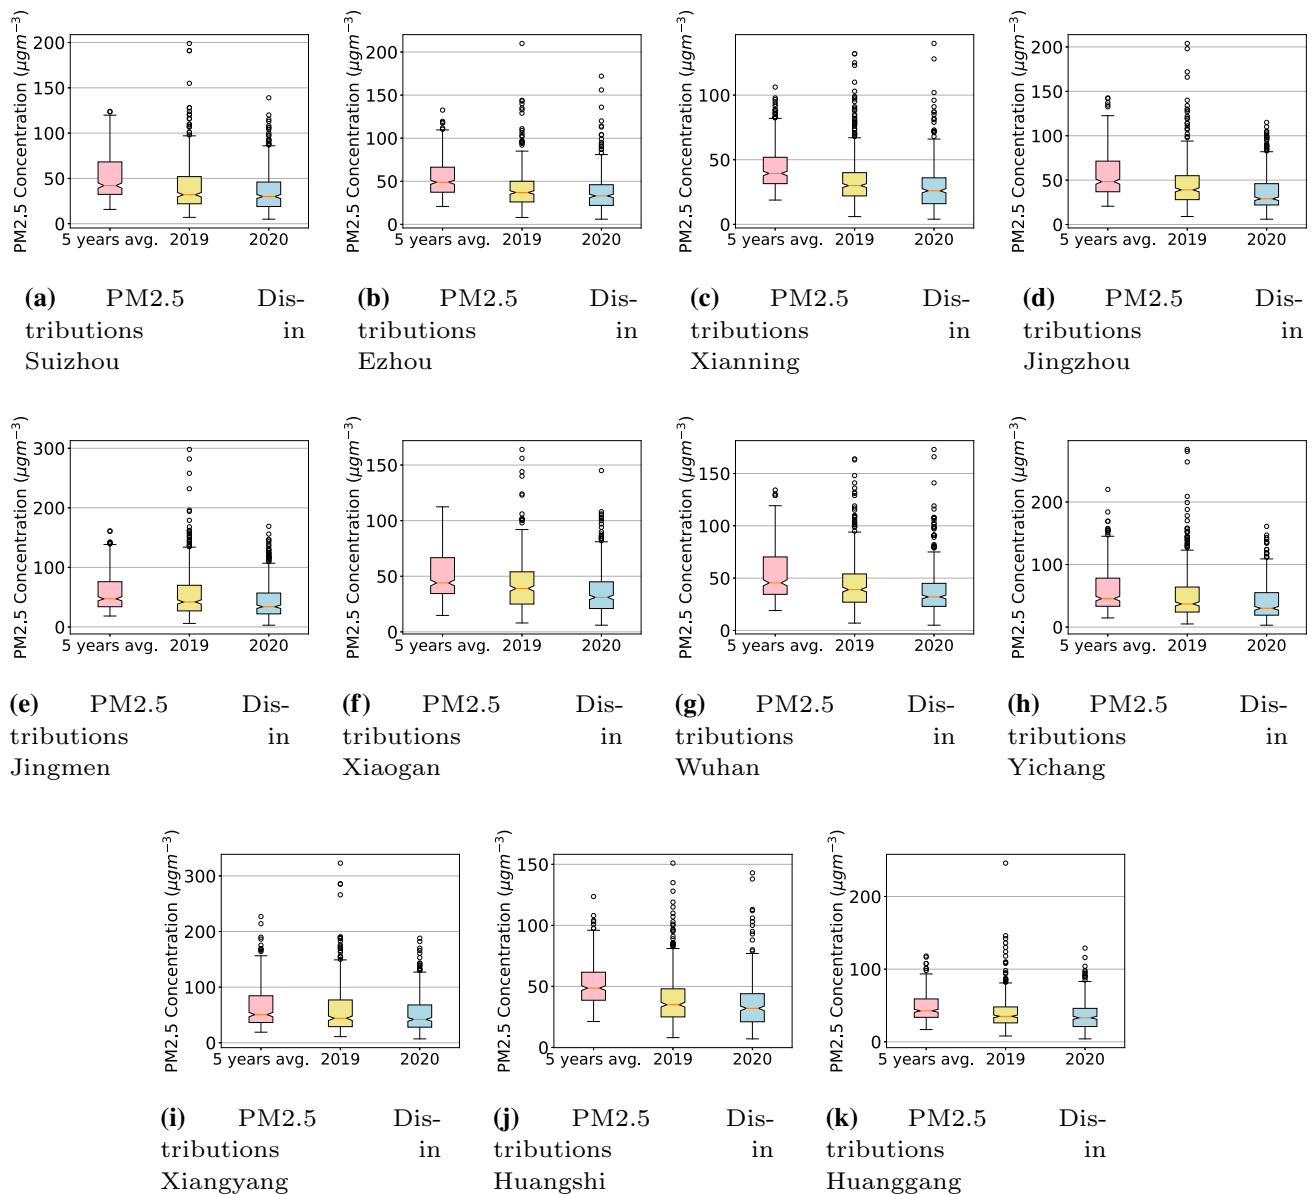 PM2.5 Concentration (μgm⁻³)
200
150
100
50
0
5 years avg. 2019 2020
PM2.5 Concentration (μgm⁻³)
200
150
100
50
0
5 years avg. 2019 2020
PM2.5 Concentration (μgm⁻³)
100
50
0
5 years avg. 2019 2020
PM2.5 Concentration (μgm⁻³)
200
150
100
50
0
5 years avg. 2019 2020
(a) PM2.5 Dis-
tributions in
Suizhou
(b) PM2.5 Dis-
tributions in
Ezhou
(c) PM2.5 Dis-
tributions in
Xianning
(d) PM2.5 Dis-
tributions in
Jingzhou
PM2.5 Concentration (μgm⁻³)
300
200
100
0
5 years avg. 2019 2020
PM2.5 Concentration (μgm⁻³)
150
100
50
0
5 years avg. 2019 2020
PM2.5 Concentration (μgm⁻³)
150
100
50
0
5 years avg. 2019 2020
PM2.5 Concentration (μgm⁻³)
200
100
0
5 years avg. 2019 2020
(e) PM2.5 Dis-
tributions in
Jingmen
(f) PM2.5 Dis-
tributions in
Xiaogan
(g) PM2.5 Dis-
tributions in
Wuhan
(h) PM2.5 Dis-
tributions in
Yichang
PM2.5 Concentration (μgm⁻³)
300
200
100
0
5 years avg. 2019 2020
PM2.5 Concentration (μgm⁻³)
150
100
50
0
5 years avg. 2019 2020
PM2.5 Concentration (μgm⁻³)
200
100
0
5 years avg. 2019 2020
(i) PM2.5 Dis-
tributions in
Xiangyang
(j) PM2.5 Dis-
tributions in
Huangshi
(k) PM2.5 Dis-
tributions in
Huanggang